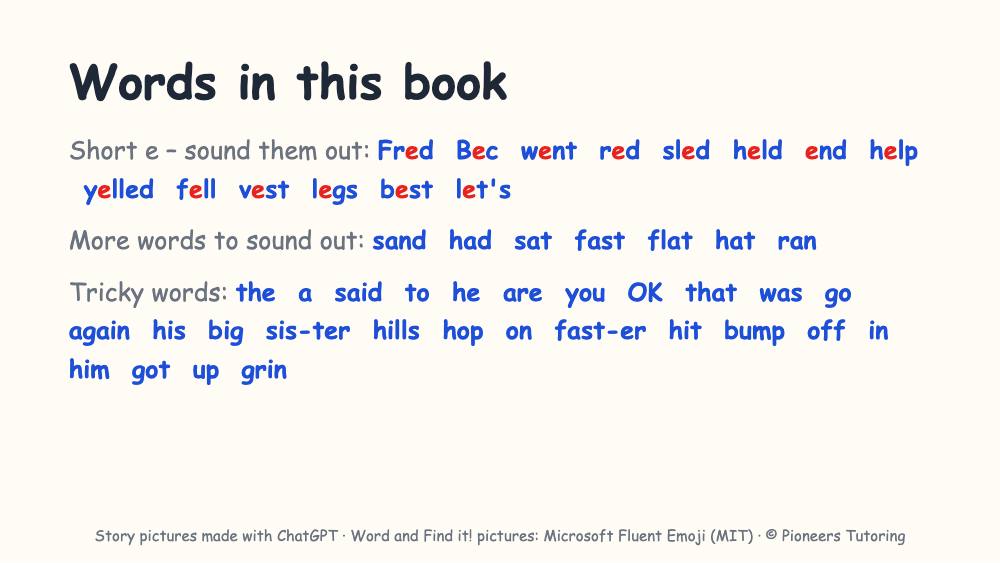 Words in this book
Short e – sound them out: Fred Bec went red sled held end help
yelled fell vest legs best let's
More words to sound out: sand had sat fast flat hat ran
Tricky words: the a said to he are you OK that was go
again his big sis-ter hills hop on fast-er hit bump off in
him got up grin
Story pictures made with ChatGPT · Word and Find it! pictures: Microsoft Fluent Emoji (MIT) · © Pioneers Tutoring